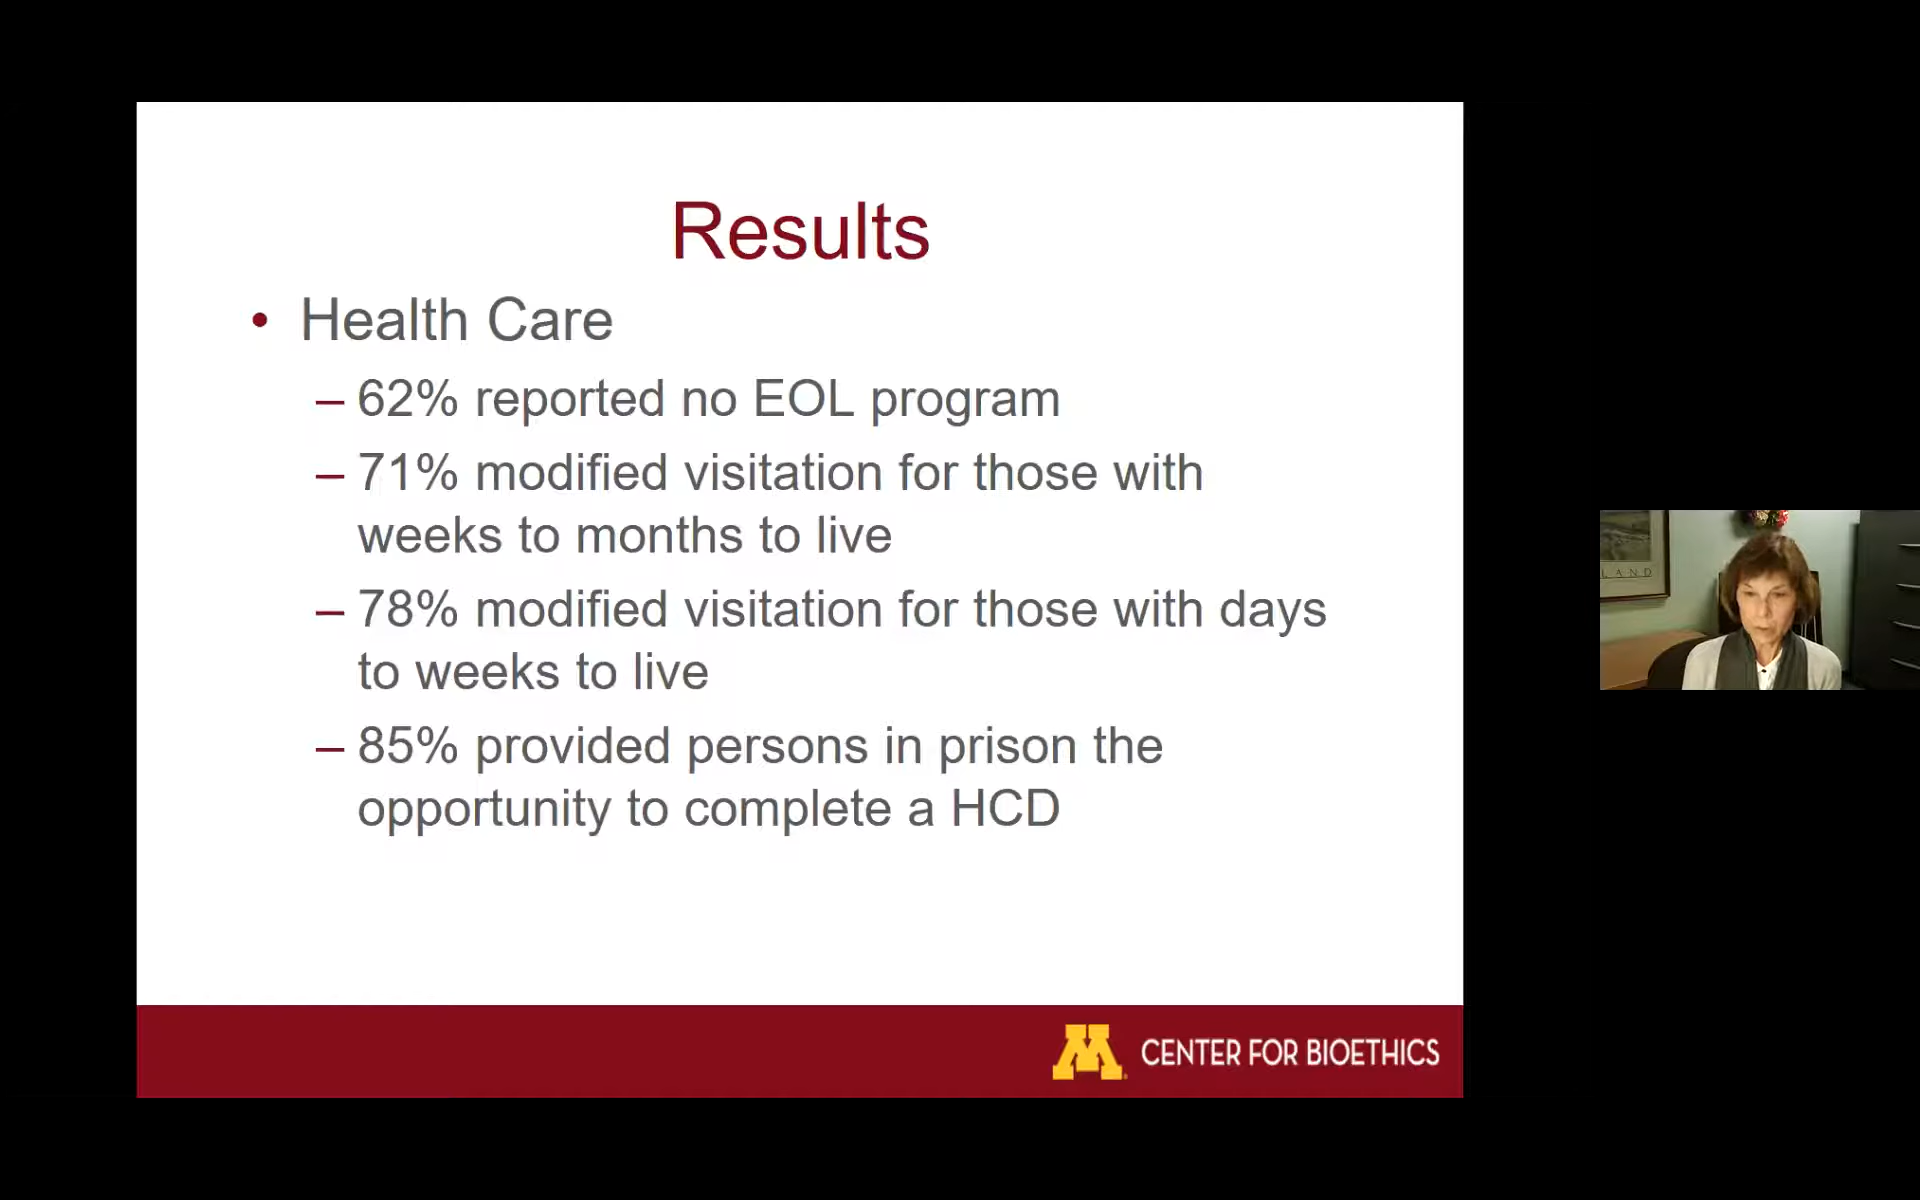 Results
• Health Care
– 62% reported no EOL program
– 71% modified visitation for those with
weeks to months to live
– 78% modified visitation for those with days
to weeks to live
– 85% provided persons in prison the
opportunity to complete a HCD
M CENTER FOR BIOETHICS
LAND